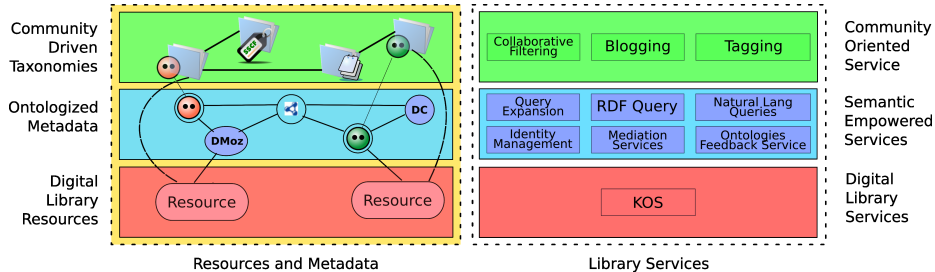 Community
Driven
Taxonomies
SSCF
Ontologized
Metadata
DMoz
DC
Digital
Library
Resources
Resource
Resource
Resources and Metadata
Collaborative
Filtering
Blogging
Tagging
Community
Oriented
Service
Query
Expansion
RDF Query
Natural Lang
Queries
Identity
Management
Mediation
Services
Ontologies
Feedback Service
Semantic
Empowered
Services
KOS
Digital
Library
Services
Library Services